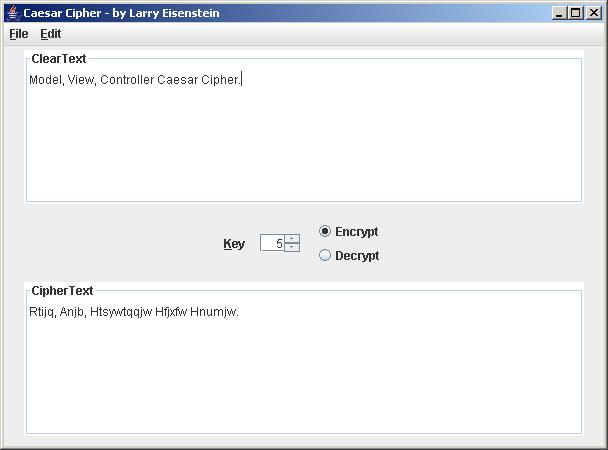 Caesar Cipher - by Larry Eisenstein
File Edit
ClearText
Model, View, Controller Caesar Cipher.
Key 5
Encrypt
Decrypt
CipherText
Rtijq, Anjb, Htsywtqqjw Hfjxfw Hnumjw.